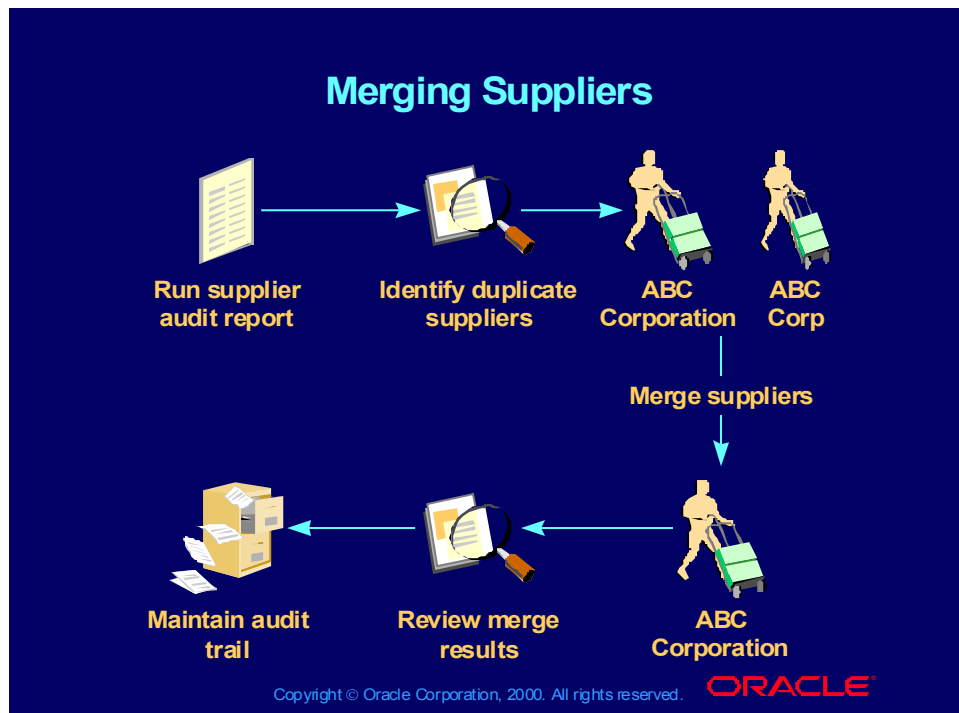 Merging Suppliers
Run supplier
audit report
Identify duplicate
suppliers
ABC
Corporation
ABC
Corp
Merge suppliers
Maintain audit
trail
Review merge
results
ABC
Corporation
Copyright © Oracle Corporation, 2000. All rights reserved.
ORACLE®